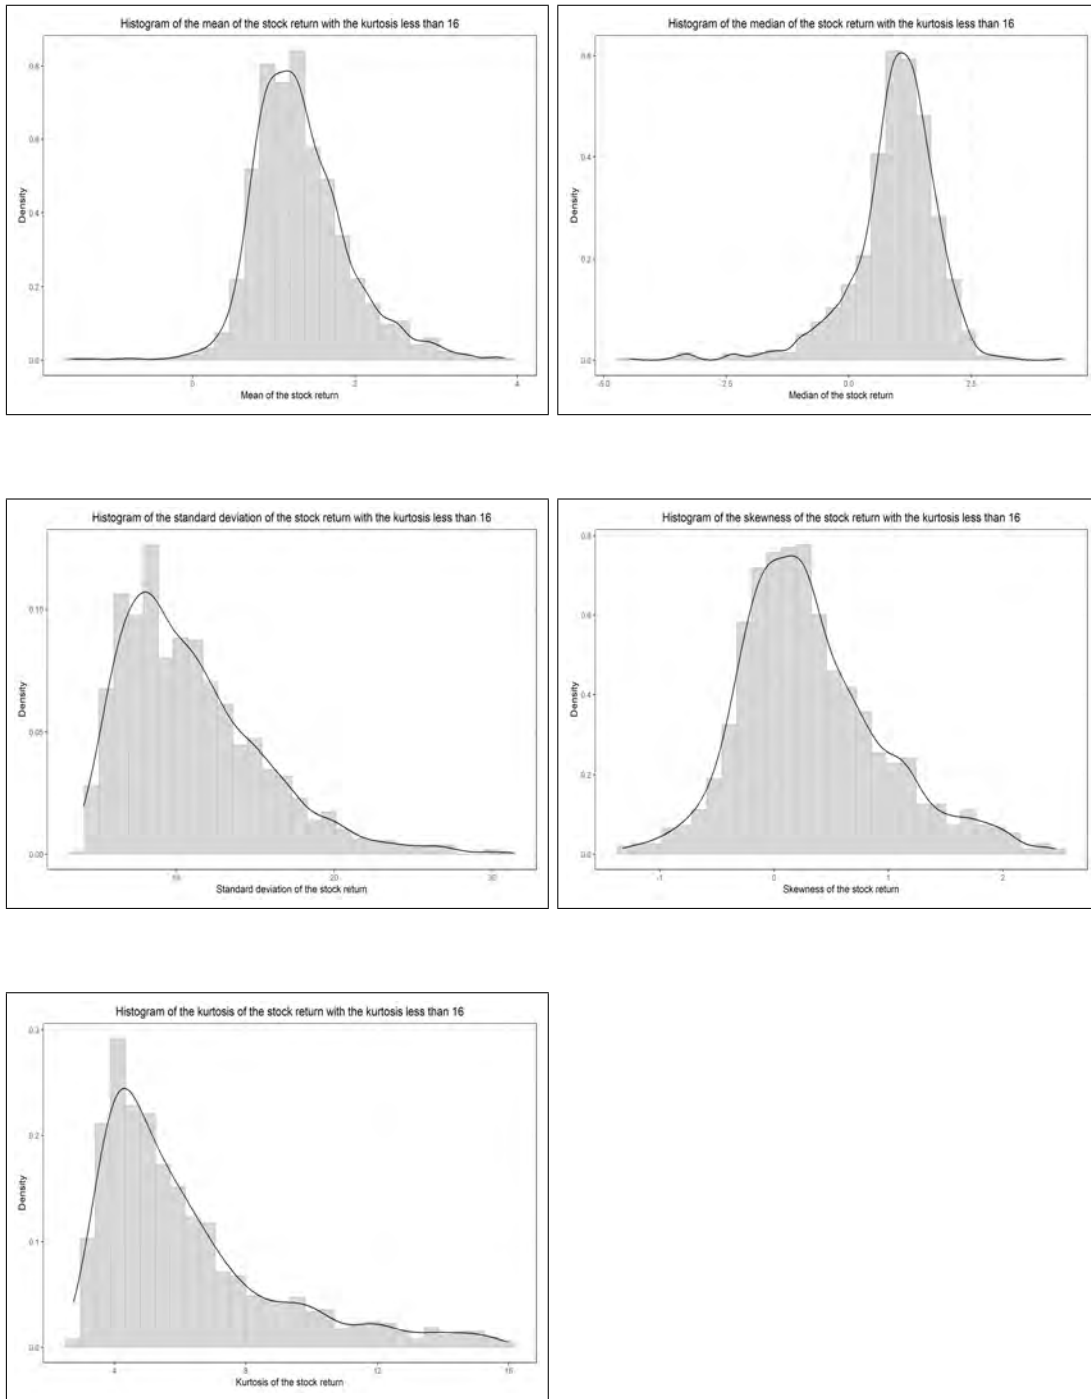 Histogram of the mean of the stock return with the kurtosis less than 16
0.8
0.6
Density
0.4
0.2
0.0
0
2
4
Mean of the stock return
Histogram of the median of the stock return with the kurtosis less than 16
0.6
0.4
Density
0.2
0.0
-5.0
-2.5
0.0
2.5
Median of the stock return
Histogram of the standard deviation of the stock return with the kurtosis less than 16
0.10
Density
0.05
0.00
10
20
30
Standard deviation of the stock return
Histogram of the skewness of the stock return with the kurtosis less than 16
0.8
0.6
Density
0.4
0.2
0.0
-1
0
1
2
Skewness of the stock return
Histogram of the kurtosis of the stock return with the kurtosis less than 16
0.3
0.2
Density
0.1
0.0
4
8
12
16
Kurtosis of the stock return